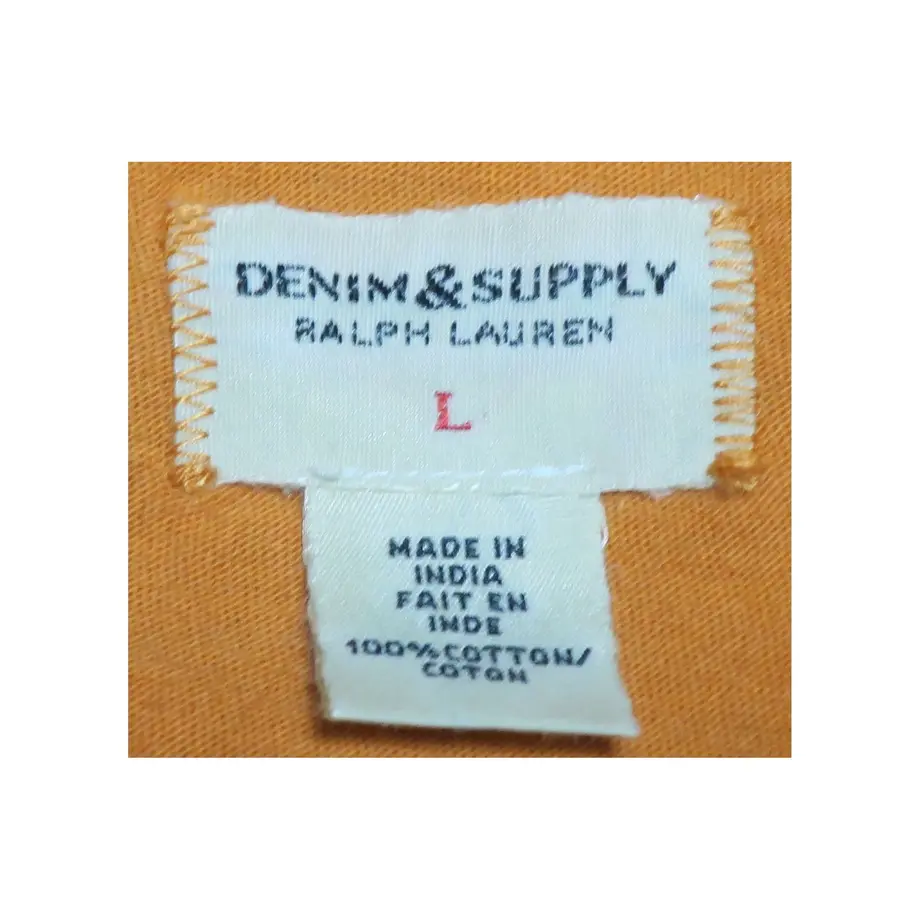 DENIM & SUPPLY
RALPH LAUREN
L
MADE IN
INDIA
FAIT EN
INDE
100% COTTON/
COTON